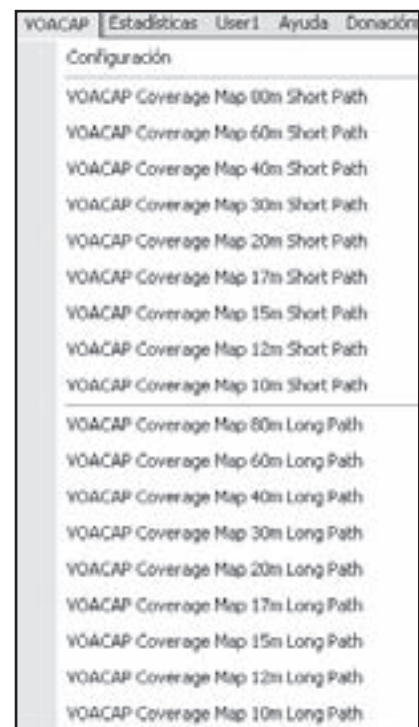 VOACAP Estadísticas User1 Ayuda Donación
Configuración
VOACAP Coverage Map 80m Short Path
VOACAP Coverage Map 60m Short Path
VOACAP Coverage Map 40m Short Path
VOACAP Coverage Map 30m Short Path
VOACAP Coverage Map 20m Short Path
VOACAP Coverage Map 17m Short Path
VOACAP Coverage Map 15m Short Path
VOACAP Coverage Map 12m Short Path
VOACAP Coverage Map 10m Short Path
VOACAP Coverage Map 80m Long Path
VOACAP Coverage Map 60m Long Path
VOACAP Coverage Map 40m Long Path
VOACAP Coverage Map 30m Long Path
VOACAP Coverage Map 20m Long Path
VOACAP Coverage Map 17m Long Path
VOACAP Coverage Map 15m Long Path
VOACAP Coverage Map 12m Long Path
VOACAP Coverage Map 10m Long Path